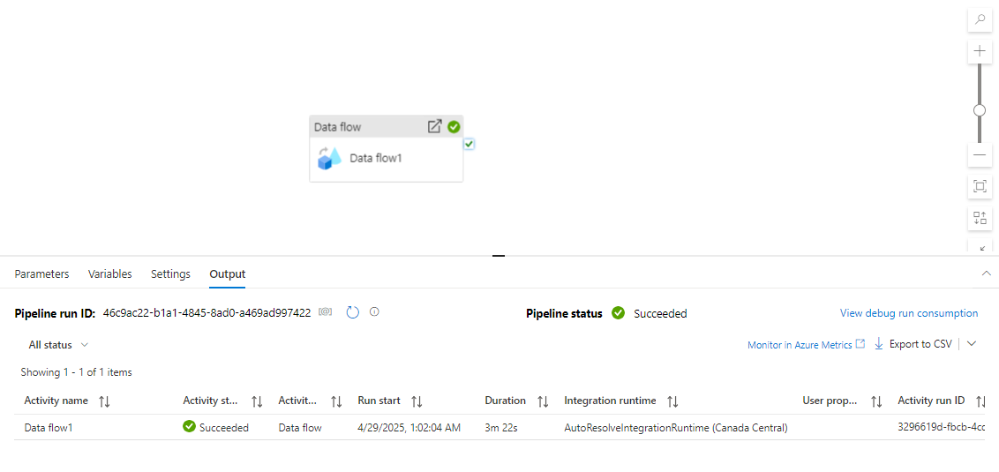 Data flow
Data flow1
Parameters Variables Settings Output
Pipeline run ID: 46c9ac22-b1a1-4845-8ad0-a469ad997422 Pipeline status Succeeded View debug run consumption
All status Monitor in Azure Metrics Export to CSV
Showing 1 - 1 of 1 items
Activity name Activity st... Activit... Run start Duration Integration runtime User prop... Activity run ID
Data flow1 Succeeded Data flow 4/29/2025, 1:02:04 AM 3m 22s AutoResolveIntegrationRuntime (Canada Central) 3296619d-fbcb-4cc